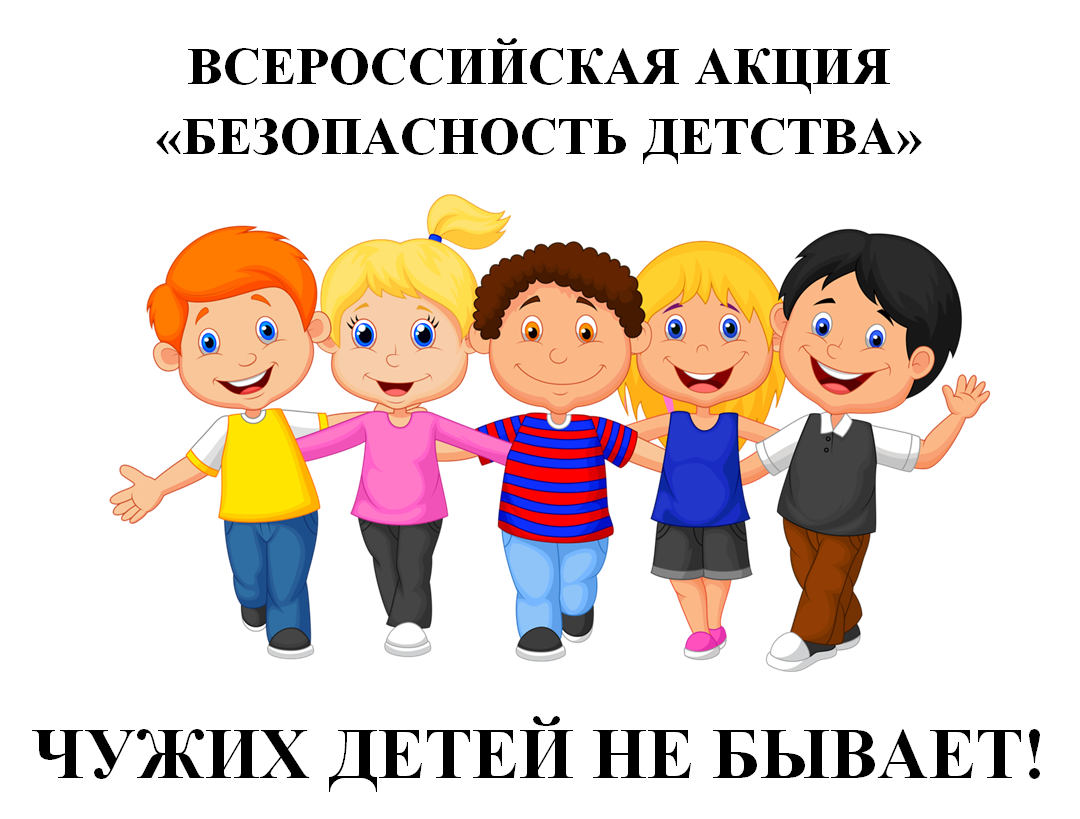 ВСЕРОССИЙСКАЯ АКЦИЯ
«БЕЗОПАСНОСТЬ ДЕТСТВА»
ЧУЖИХ ДЕТЕЙ НЕ БЫВАЕТ!